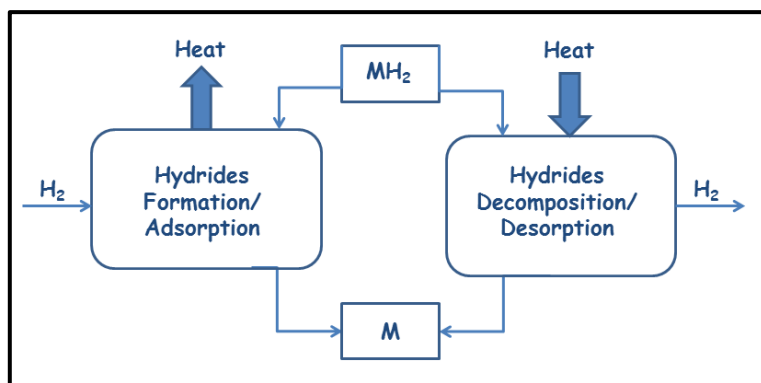 Heat
MH₂
Heat
H₂
Hydrides
Formation/
Adsorption
Hydrides
Decomposition/
Desorption
H₂
M